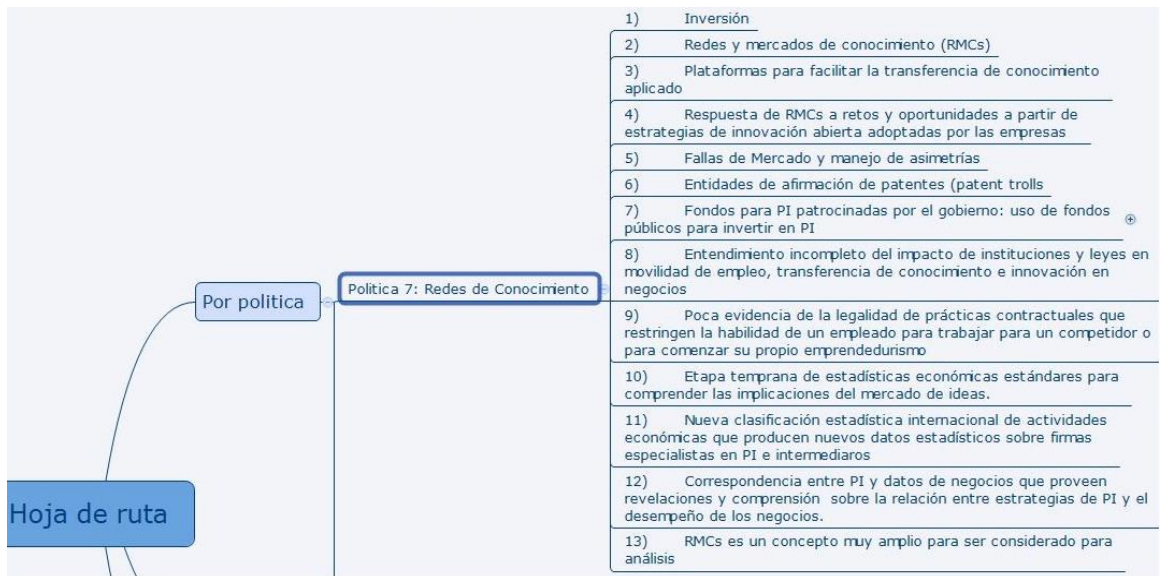 1) Inversión
2) Redes y mercados de conocimiento (RMCs)
3) Plataformas para facilitar la transferencia de conocimiento
aplicado
4) Respuesta de RMCs a retos y oportunidades a partir de
estrategias de innovación abierta adoptadas por las empresas
5) Fallas de Mercado y manejo de asimetrías
6) Entidades de afirmación de patentes (patent trolls
7) Fondos para PI patrocinadas por el gobierno: uso de fondos
públicos para invertir en PI
8) Entendimiento incompleto del impacto de instituciones y leyes en
movilidad de empleo, transferencia de conocimiento e innovación en
negocios
9) Poca evidencia de la legalidad de prácticas contractuales que
restringen la habilidad de un empleado para trabajar para un competidor o
para comenzar su propio emprendedurismo
10) Etapa temprana de estadísticas económicas estándares para
comprender las implicaciones del mercado de ideas.
11) Nueva clasificación estadística internacional de actividades
económicas que producen nuevos datos estadísticos sobre firmas
especialistas en PI e intermediaros
12) Correspondencia entre PI y datos de negocios que proveen
revelaciones y comprensión sobre la relación entre estrategias de PI y el
desempeño de los negocios.
13) RMCs es un concepto muy amplio para ser considerado para
análisis
Politica 7: Redes de Conocimiento
Por politica
Hoja de ruta